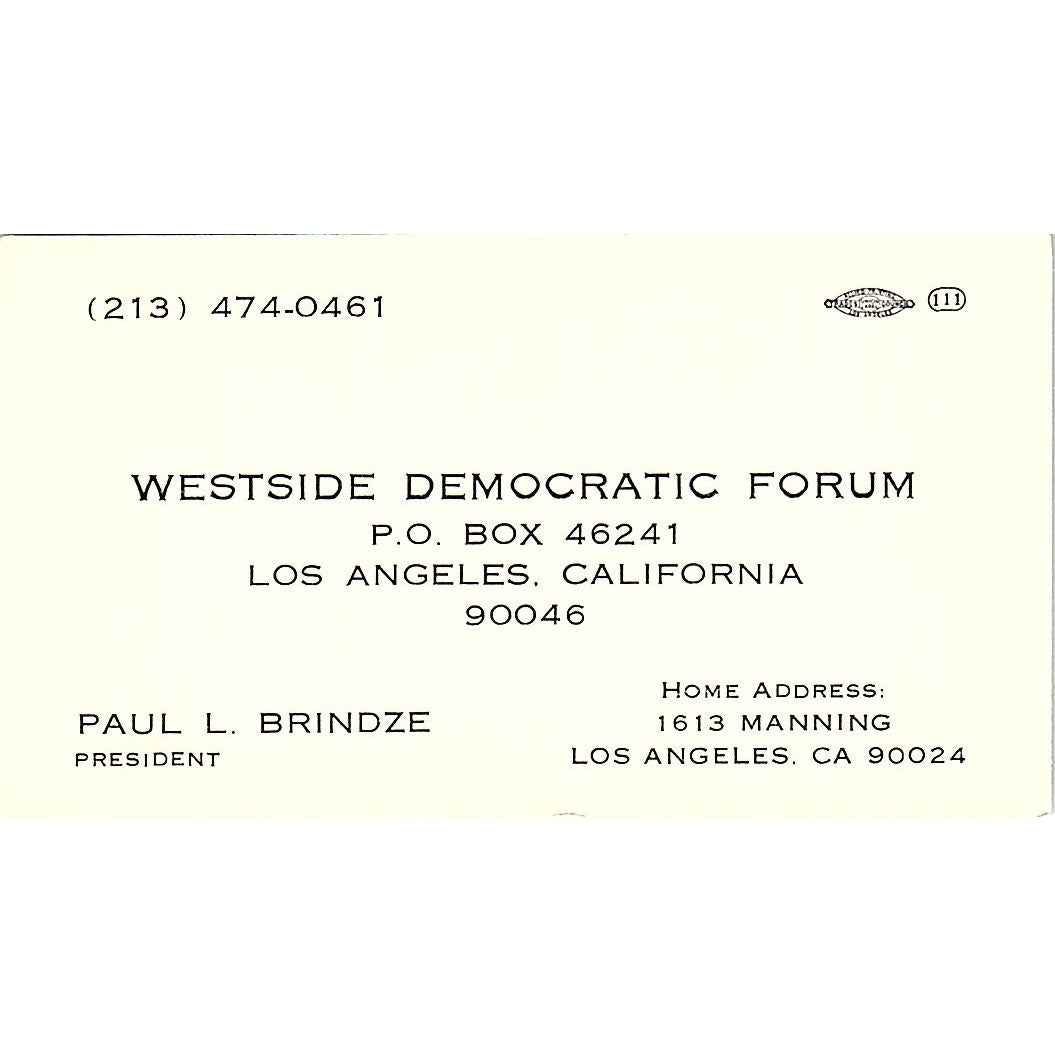 (213) 474-0461
111
WESTSIDE DEMOCRATIC FORUM
P.O. BOX 46241
LOS ANGELES, CALIFORNIA
90046
PAUL L. BRINDZE
PRESIDENT
HOME ADDRESS:
1613 MANNING
LOS ANGELES, CA 90024